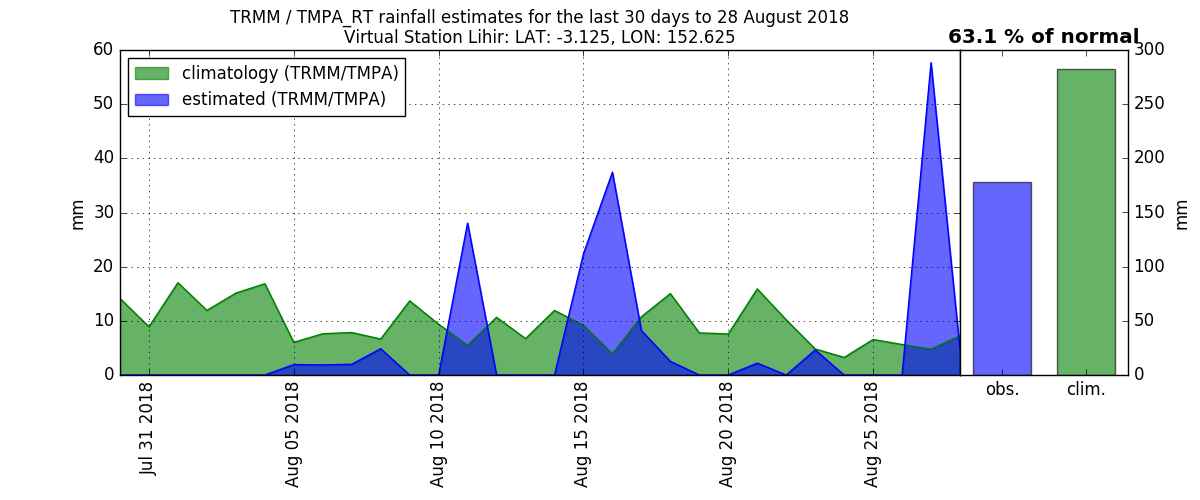 TRMM / TMPA_RT rainfall estimates for the last 30 days to 28 August 2018
Virtual Station Lihir: LAT: -3.125, LON: 152.625
63.1 % of normal
climatology (TRMM/TMPA)
estimated (TRMM/TMPA)
60
50
40
30
20
10
0
mm
Jul 31 2018
Aug 05 2018
Aug 10 2018
Aug 15 2018
Aug 20 2018
Aug 25 2018
obs.
clim.
300
250
200
150
100
50
0
mm